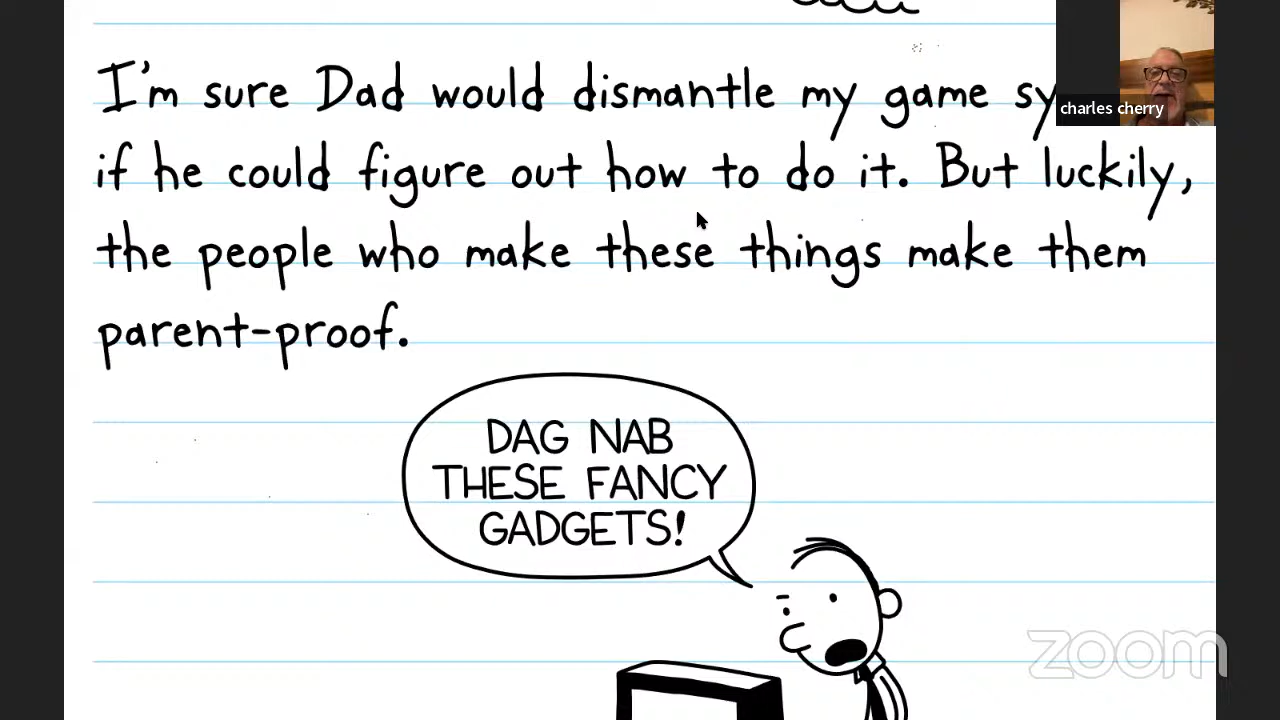 I'm sure Dad would dismantle my game
charles cherry
if he could figure out how to do it. But luckily,
the people who make these things make them
parent-proof.
DAG NAB
THESE FANCY
GADGETS!
zoom